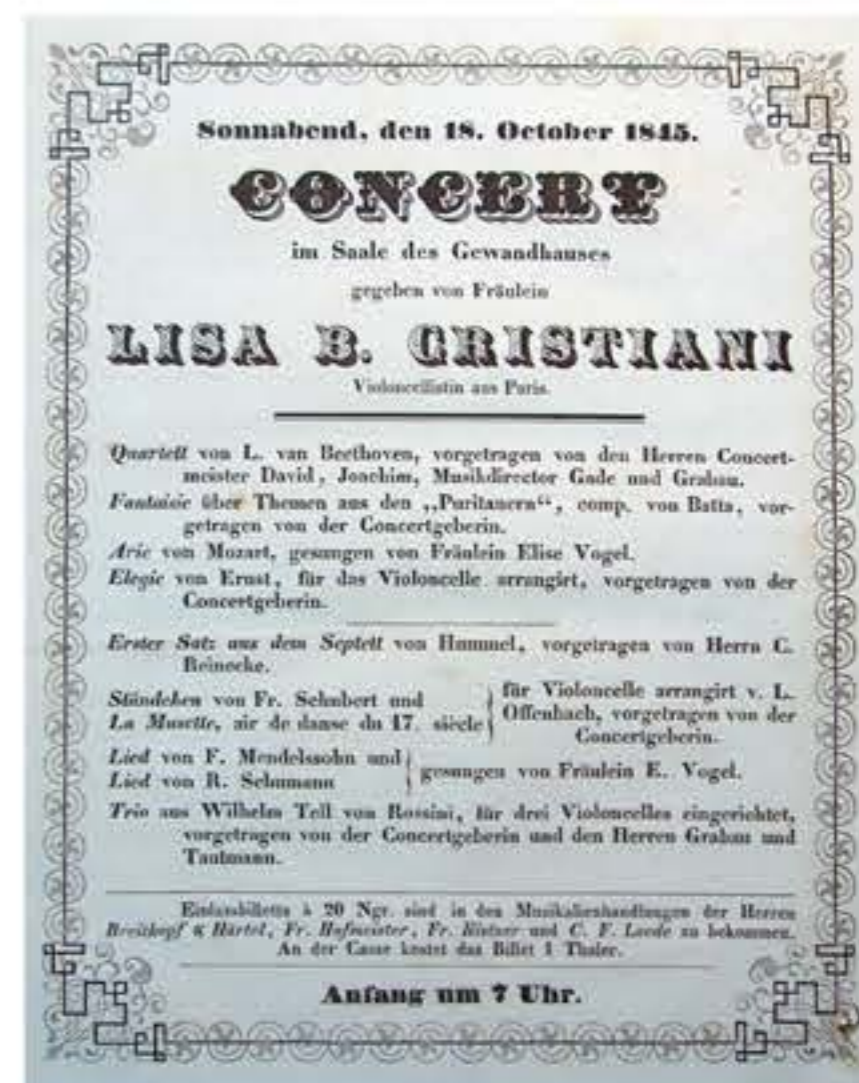 Sonnabend, den 18. October 1845.
CONCERT
im Saale des Gewandhauses
gegeben von Fräulein
LISA B. CRISTIANI
Violoncellistin aus Paris.
Quartett von L. van Beethoven, vorgetragen von den Herren Concert-
meister David, Joachim, Musikdirector Gade und Grabau.
Fantaisie über Themen aus den „Puritanern“, comp. von Batta, vor-
getragen von der Concertgeberin.
Arie von Mozart, gesungen von Fräulein Elise Vogel.
Elegie von Ernst, für das Violoncelle arrangirt, vorgetragen von der
Concertgeberin.
Erster Satz aus dem Septett von Hummel, vorgetragen von Herrn C.
Reinecke.
Ständchen von Fr. Schubert und
La Musette, air de danse du 17. siècle
für Violoncelle arrangirt v. L.
Offenbach, vorgetragen von der
Concertgeberin.
Lied von F. Mendelssohn und
Lied von R. Schumann
gesungen von Fräulein E. Vogel.
Trio aus Wilhelm Tell von Rossini, für drei Violoncelles eingerichtet,
vorgetragen von der Concertgeberin und den Herren Grabau und
Tautmann.
Einlassbillets à 20 Ngr. sind in den Musikalienhandlungen der Herren
Breitkopf & Härtel, Fr. Hofmeister, Fr. Kistner und C. F. Leede zu bekommen.
An der Casse kostet das Billet 1 Thaler.
Anfang um 7 Uhr.